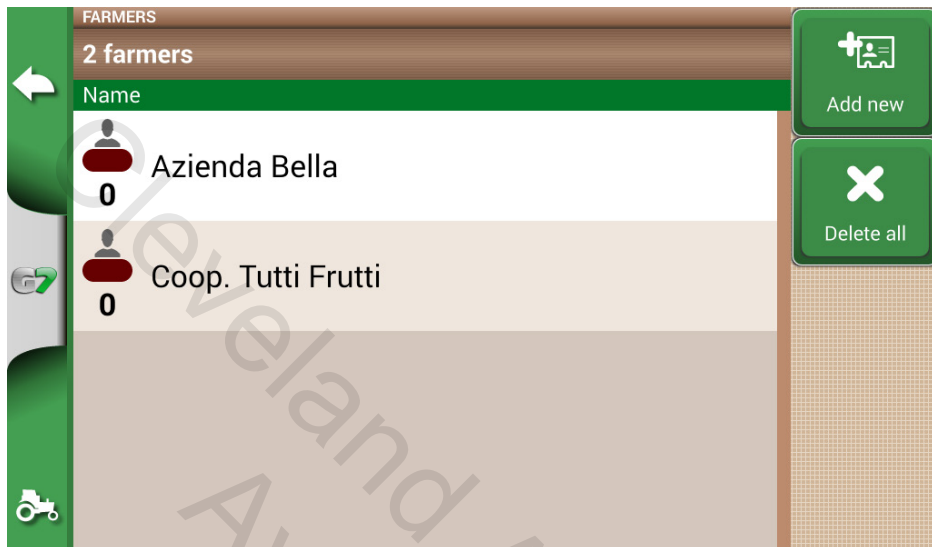 FARMERS
2 farmers
Name
Azienda Bella
0
Coop. Tutti Frutti
0
Add new
Delete all
G7
Cleveland